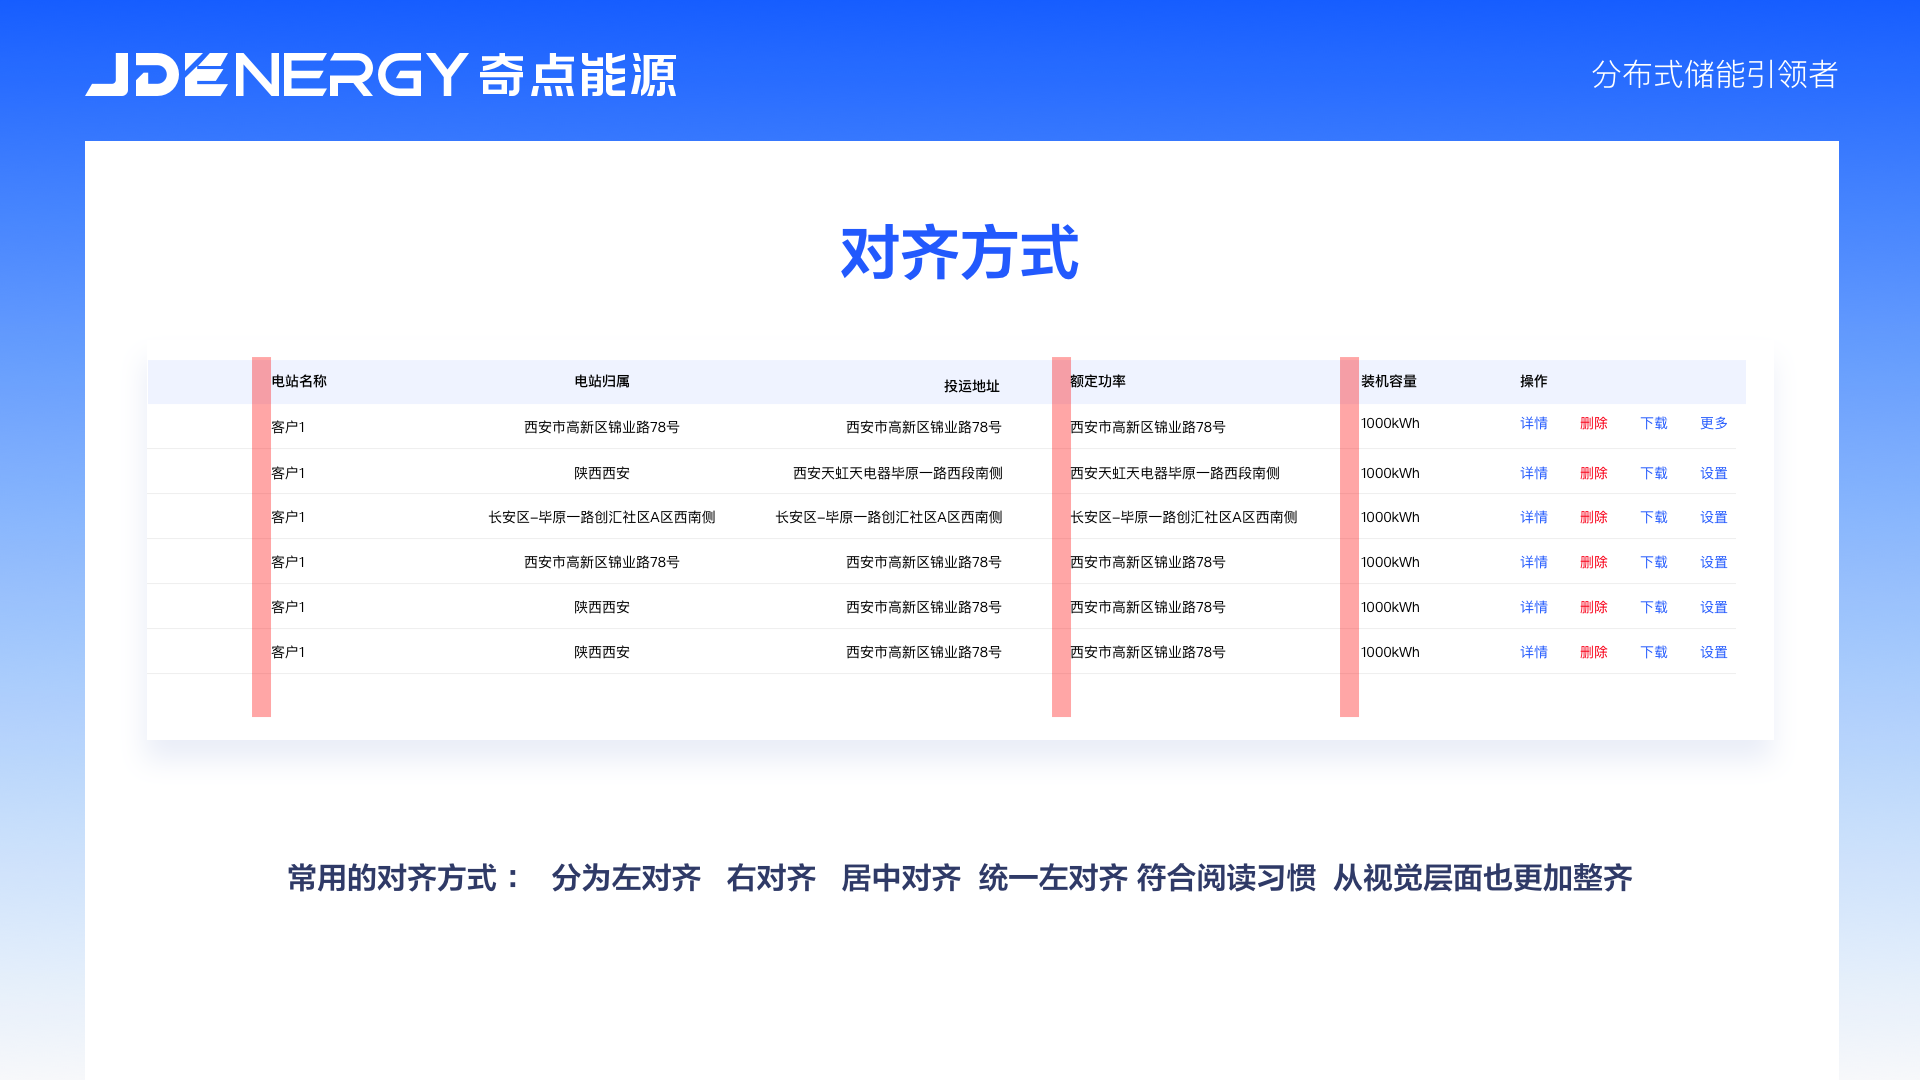 JDENERGY 奇点能源
分布式储能引领者
对齐方式
电站名称 电站归属 投运地址 额定功率 装机容量 操作
客户1 西安市高新区锦业路78号 西安市高新区锦业路78号 西安市高新区锦业路78号 1000kWh 详情 删除 下载 更多
客户1 陕西西安 西安天虹天电器毕原一路西段南侧 西安天虹天电器毕原一路西段南侧 1000kWh 详情 删除 下载 设置
客户1 长安区–毕原一路创汇社区A区西南侧 长安区–毕原一路创汇社区A区西南侧 长安区–毕原一路创汇社区A区西南侧 1000kWh 详情 删除 下载 设置
客户1 西安市高新区锦业路78号 西安市高新区锦业路78号 西安市高新区锦业路78号 1000kWh 详情 删除 下载 设置
客户1 陕西西安 西安市高新区锦业路78号 西安市高新区锦业路78号 1000kWh 详情 删除 下载 设置
客户1 陕西西安 西安市高新区锦业路78号 西安市高新区锦业路78号 1000kWh 详情 删除 下载 设置
常用的对齐方式： 分为左对齐 右对齐 居中对齐 统一左对齐 符合阅读习惯 从视觉层面也更加整齐